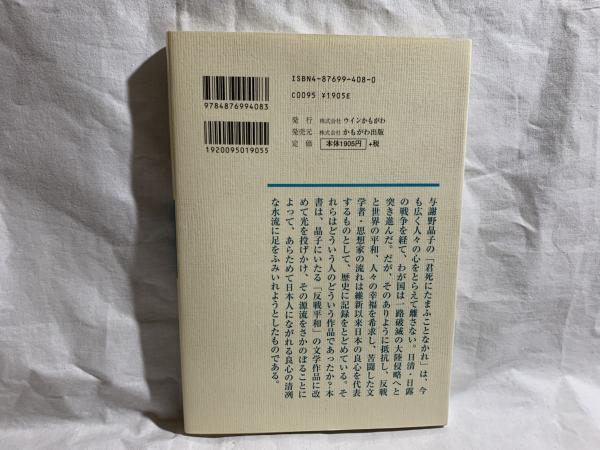 ISBN4-87699-408-0
C0095 ¥1905E
9784876994083
1920095019055
発行 株式会社 ウインかもがわ
発売元 株式会社 かもがわ出版
定価 本体1905円 +税
与謝野晶子の「君死にたまふことなかれ」は、今
も広く人々の心をとらえて離さない。日清・日露
の戦争を経て、わが国は一路破滅の大陸侵略へと
突き進んだ。だが、そのありように抵抗し、反戦
と世界の平和、人々の幸福を希求し、苦闘した文
学者・思想家の流れは維新以来日本の良心を代表
するものとして、歴史に記録をとどめている。そ
れらはどういう人のどういう作品であったか？本
書は、晶子にいたる「反戦平和」の文学作品に改
めて光を投げかけ、その源流をさかのぼることに
よって、あらためて日本人にながれる良心の清冽
な水流に足をふみいれようとしたものである。